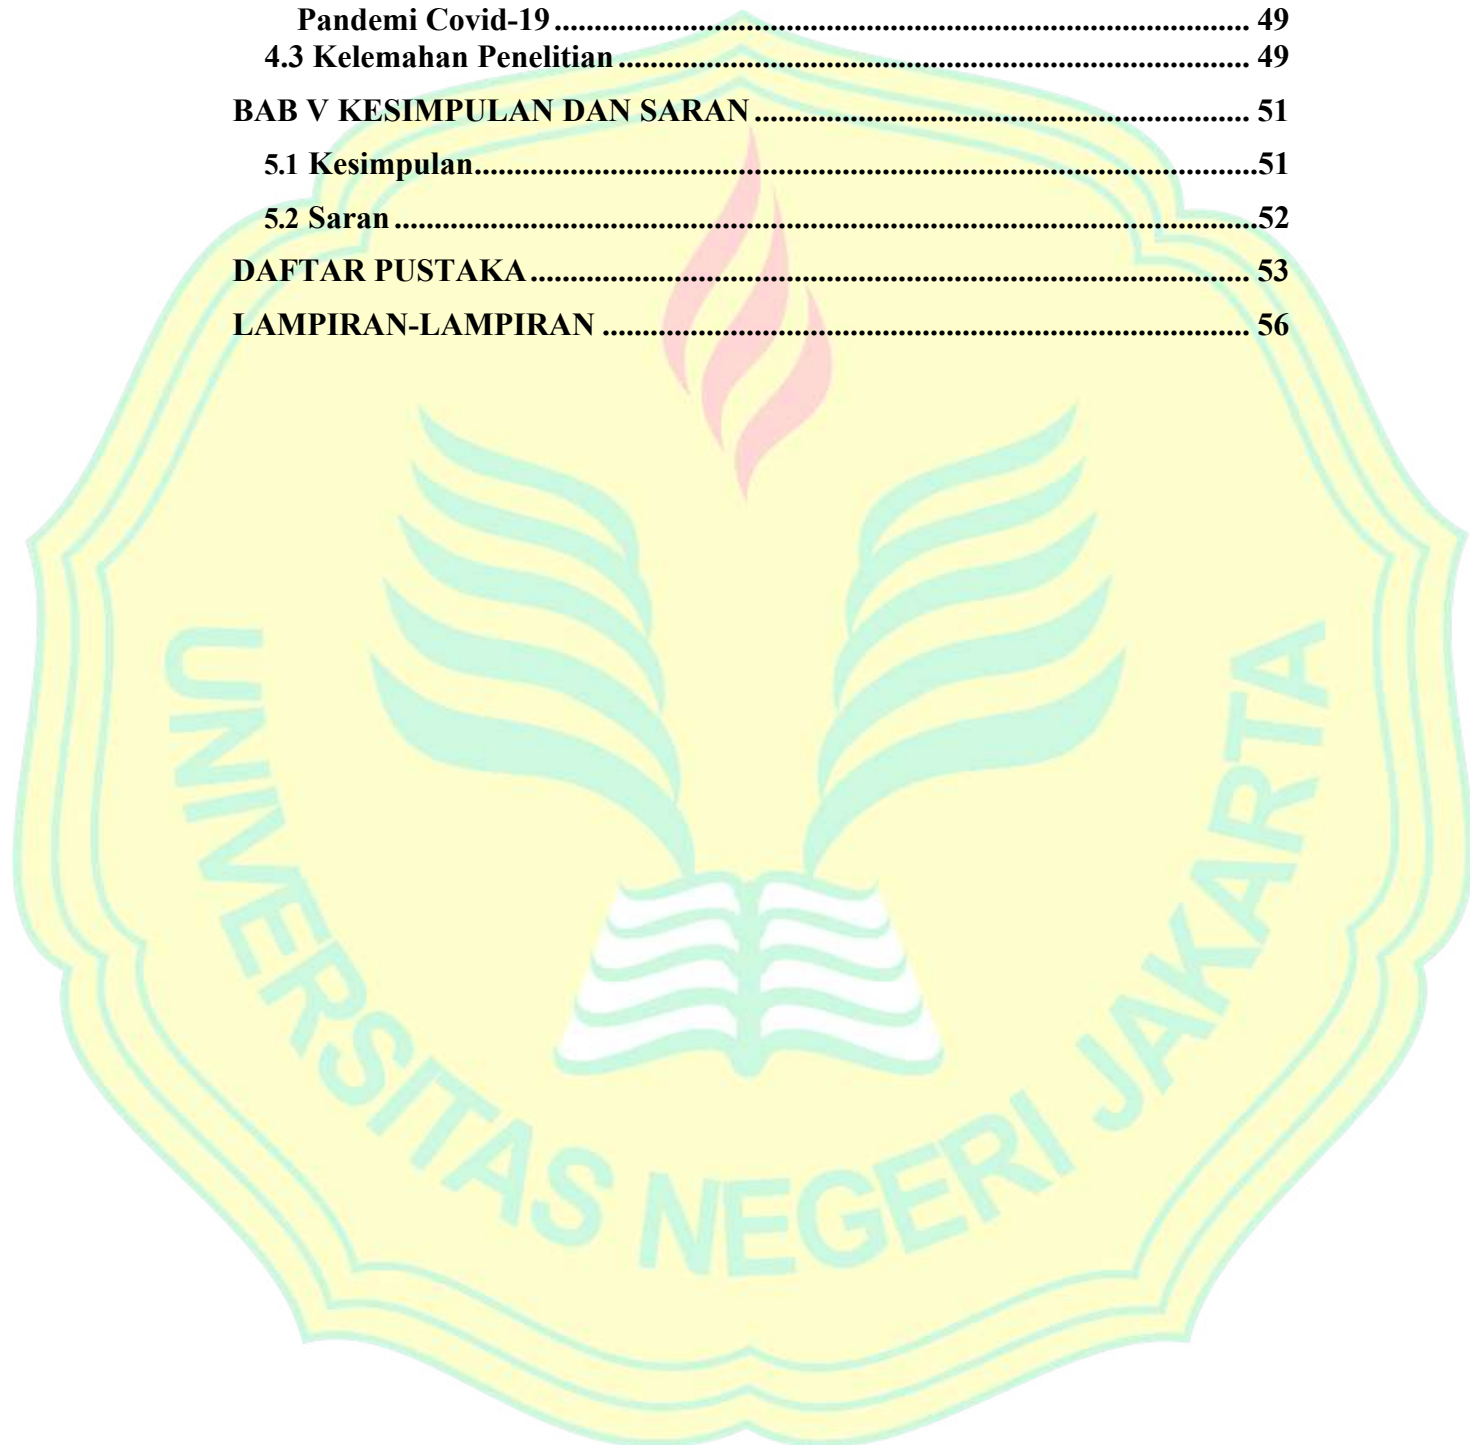 Pandemi Covid-19........................................................................................ 49
4.3 Kelemahan Penelitian ................................................................................ 49
BAB V KESIMPULAN DAN SARAN............................................................... 51
5.1 Kesimpulan...................................................................................................51
5.2 Saran .............................................................................................................52
DAFTAR PUSTAKA............................................................................................ 53
LAMPIRAN-LAMPIRAN .................................................................................. 56
UNIVERSITAS NEGERI JAKARTA